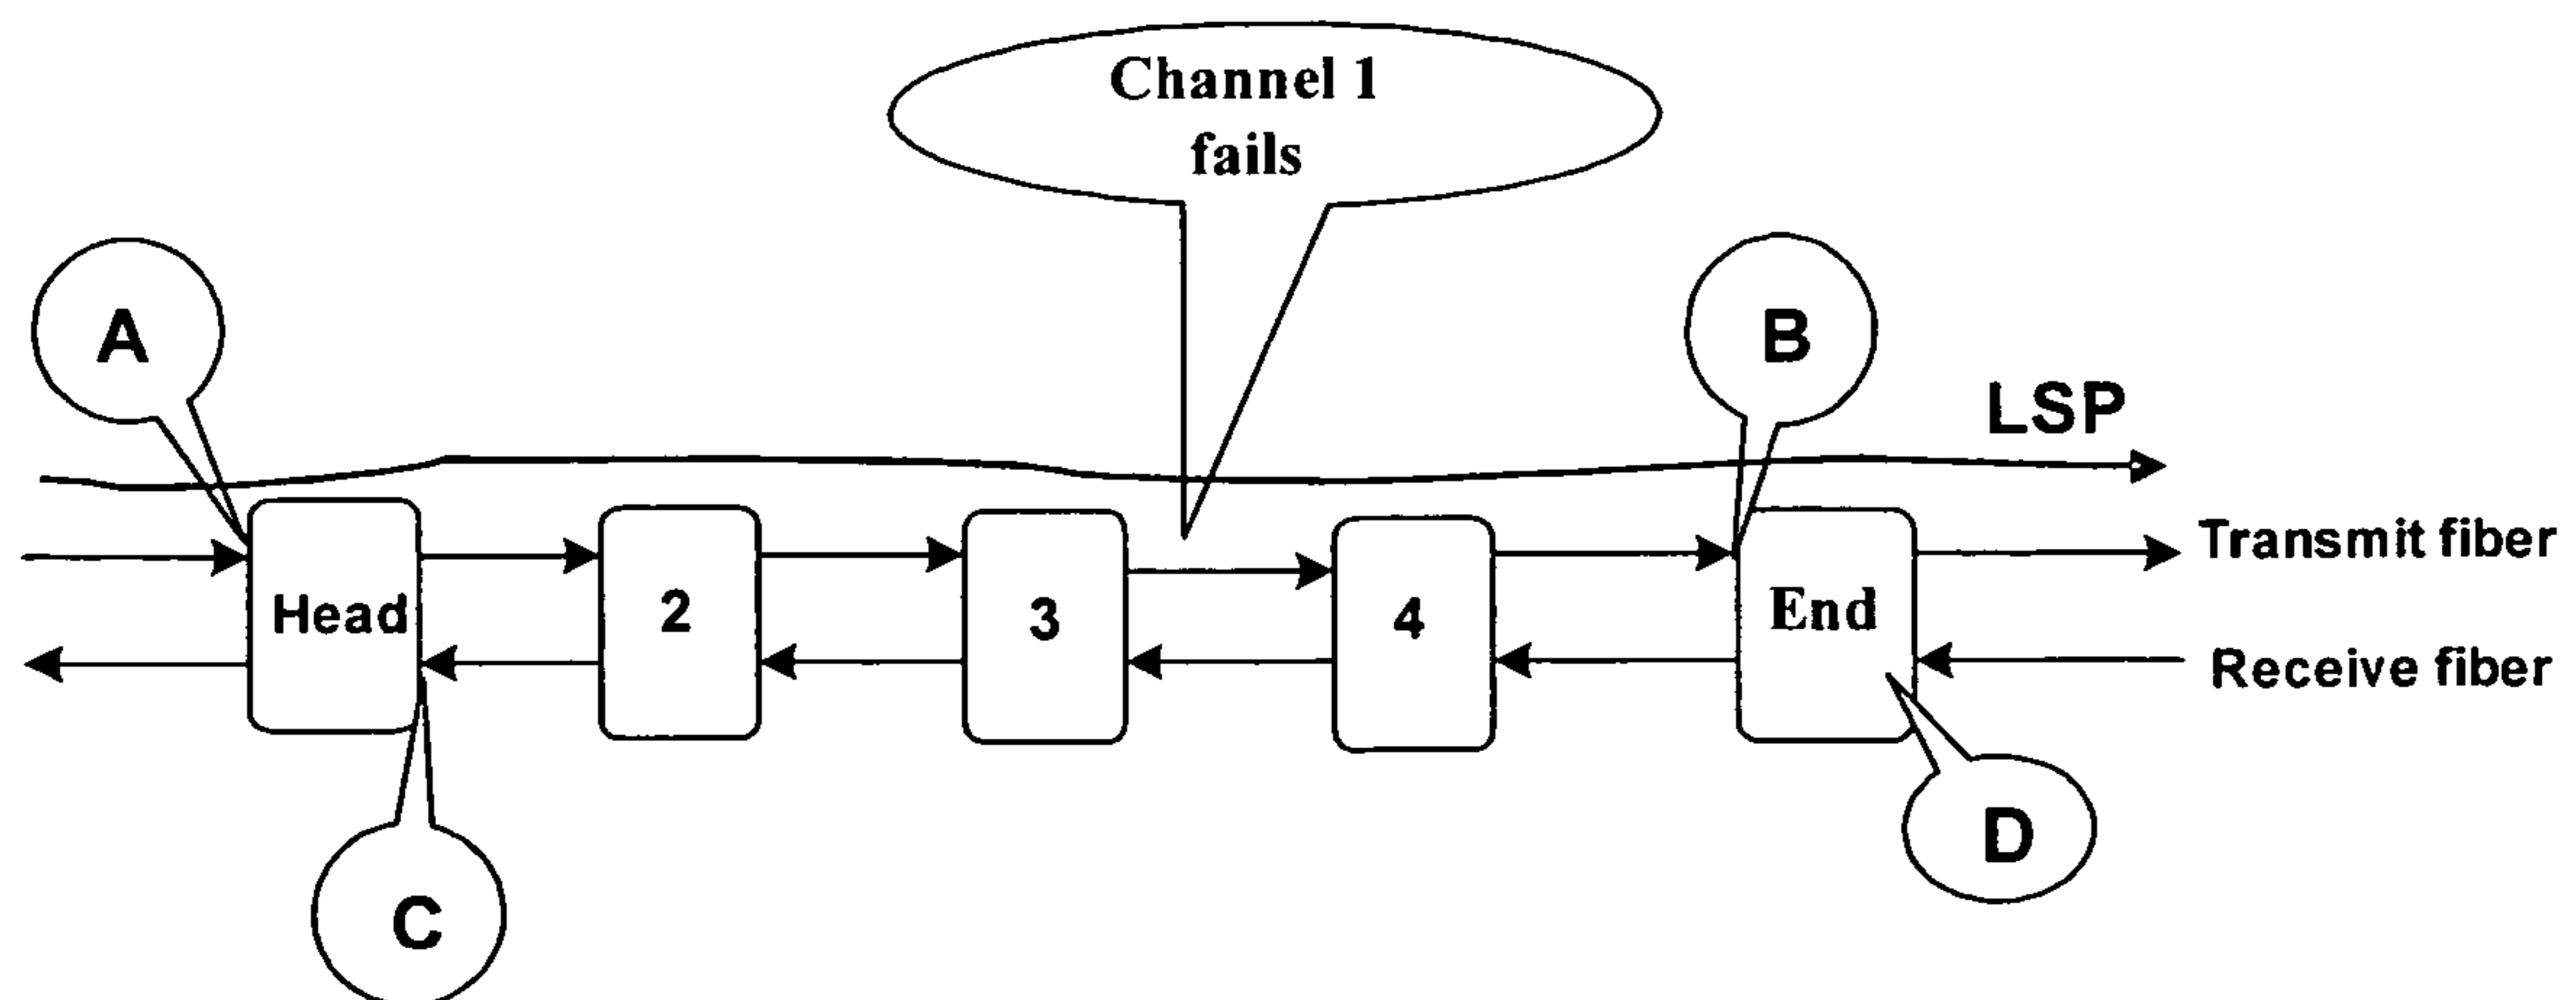 Channel 1
fails
A
B
LSP
Transmit fiber
Head
2
3
4
End
Receive fiber
D
C